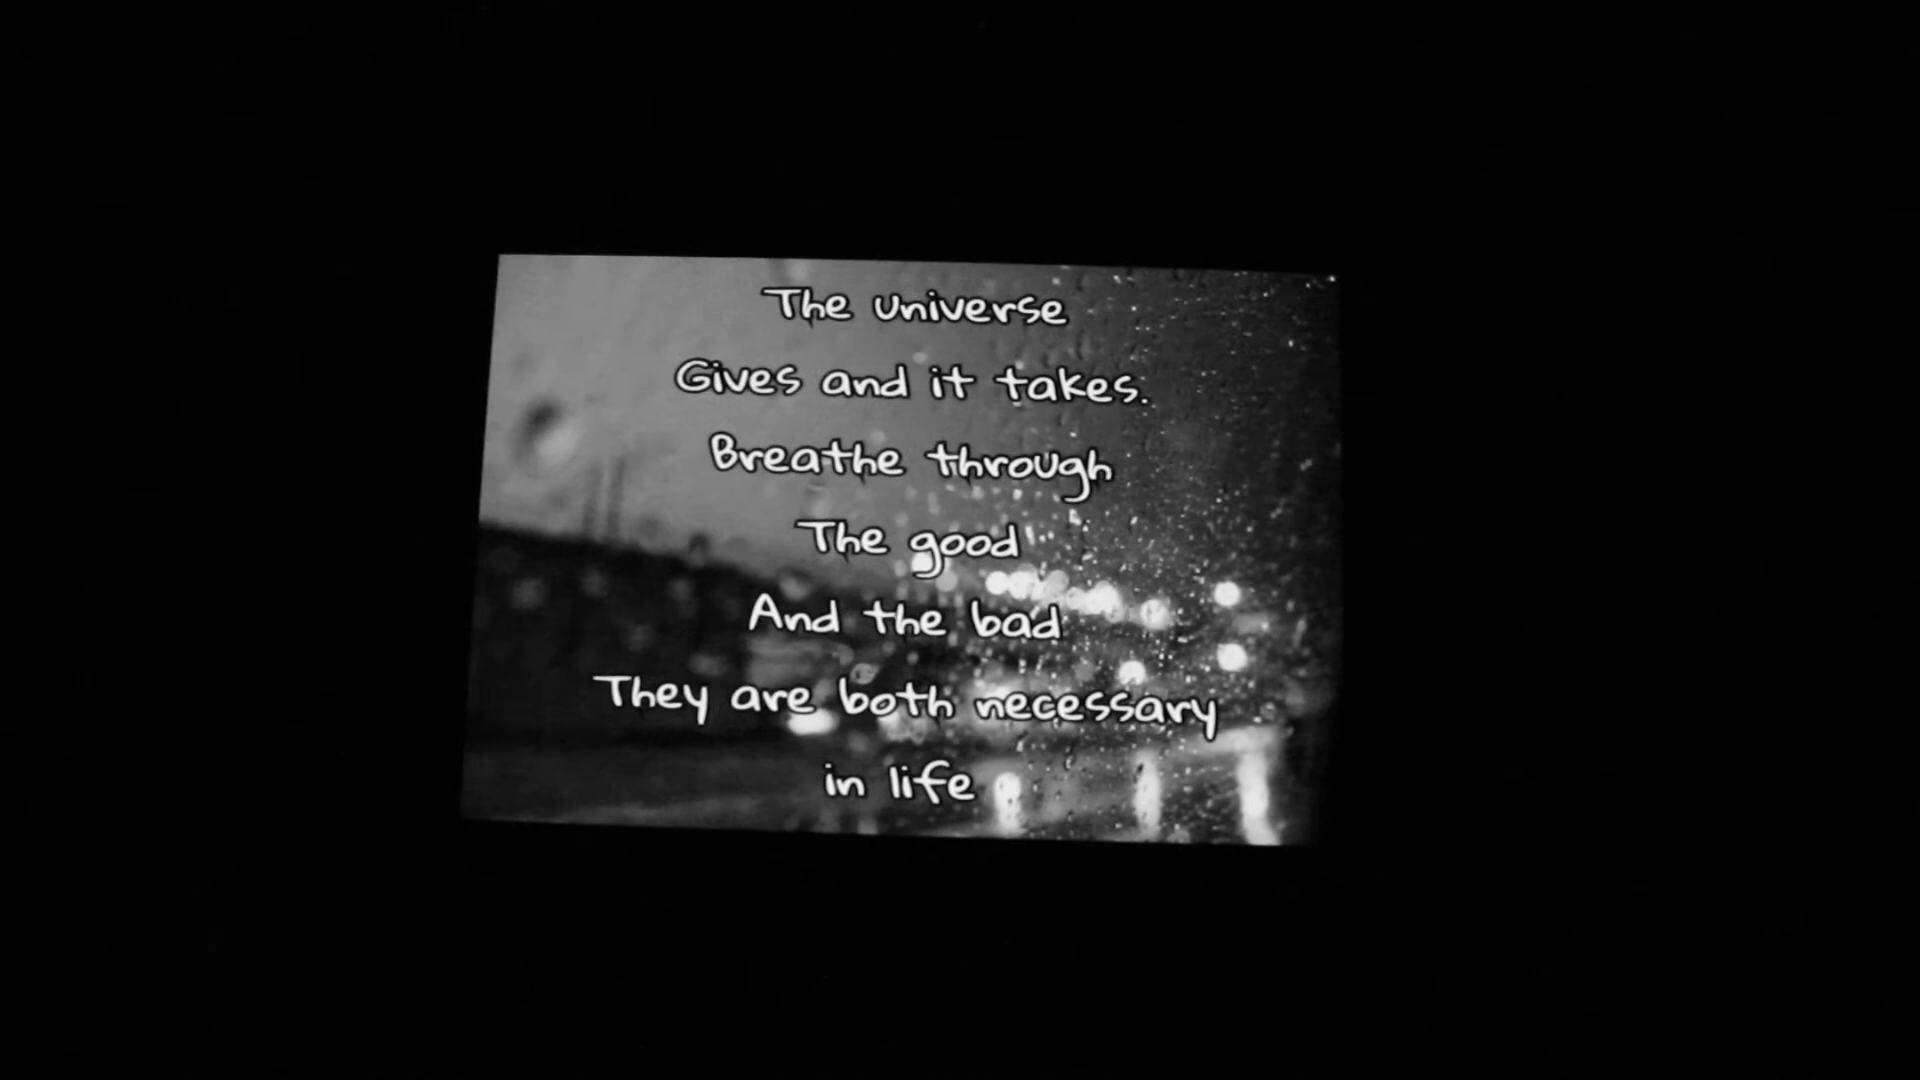 The universe
Gives and it takes.
Breathe through
The good
And the bad
They are both necessary
in life